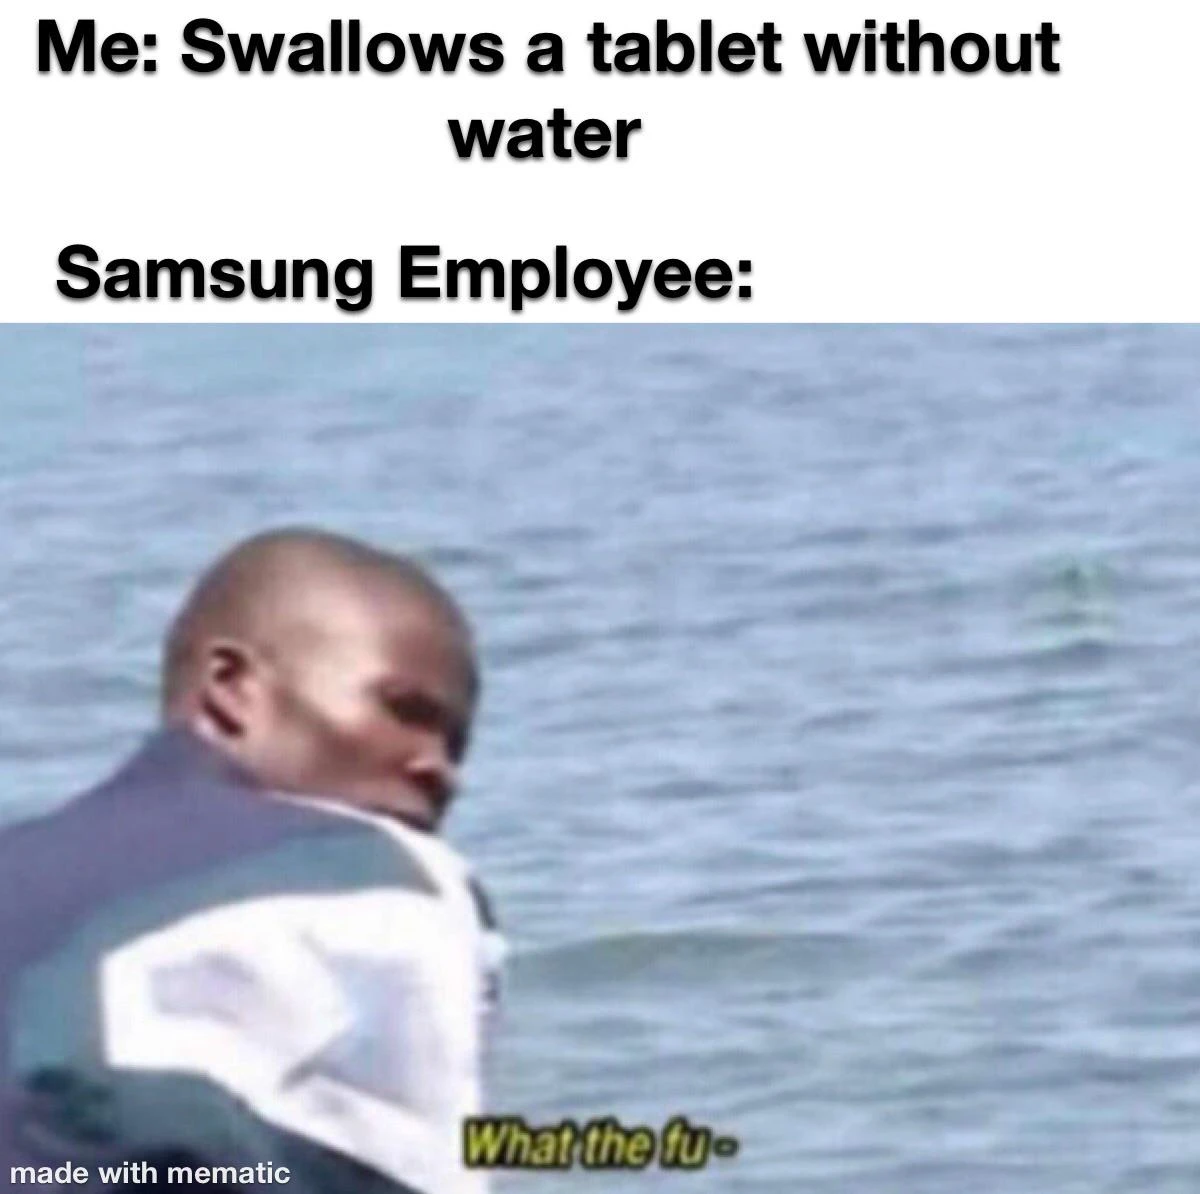 Me: Swallows a tablet without
water
Samsung Employee:
What the fu-
made with mematic